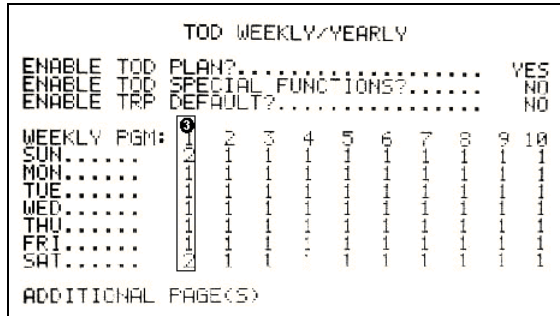 TOD WEEKLY/YEARLY
ENABLE TOD PLAN?.................... YES
ENABLE TOD SPECIAL FUNCTIONS?...... NO
ENABLE TRP DEFAULT?................. NO
3
WEEKLY PGM: 1 2 3 4 5 6 7 8 9 10
SUN...... 2 1 1 1 1 1 1 1 1 1
MON...... 1 1 1 1 1 1 1 1 1 1
TUE...... 1 1 1 1 1 1 1 1 1 1
WED...... 1 1 1 1 1 1 1 1 1 1
THU...... 1 1 1 1 1 1 1 1 1 1
FRI...... 1 1 1 1 1 1 1 1 1 1
SAT...... 2 1 1 1 1 1 1 1 1 1
ADDITIONAL PAGE(S)